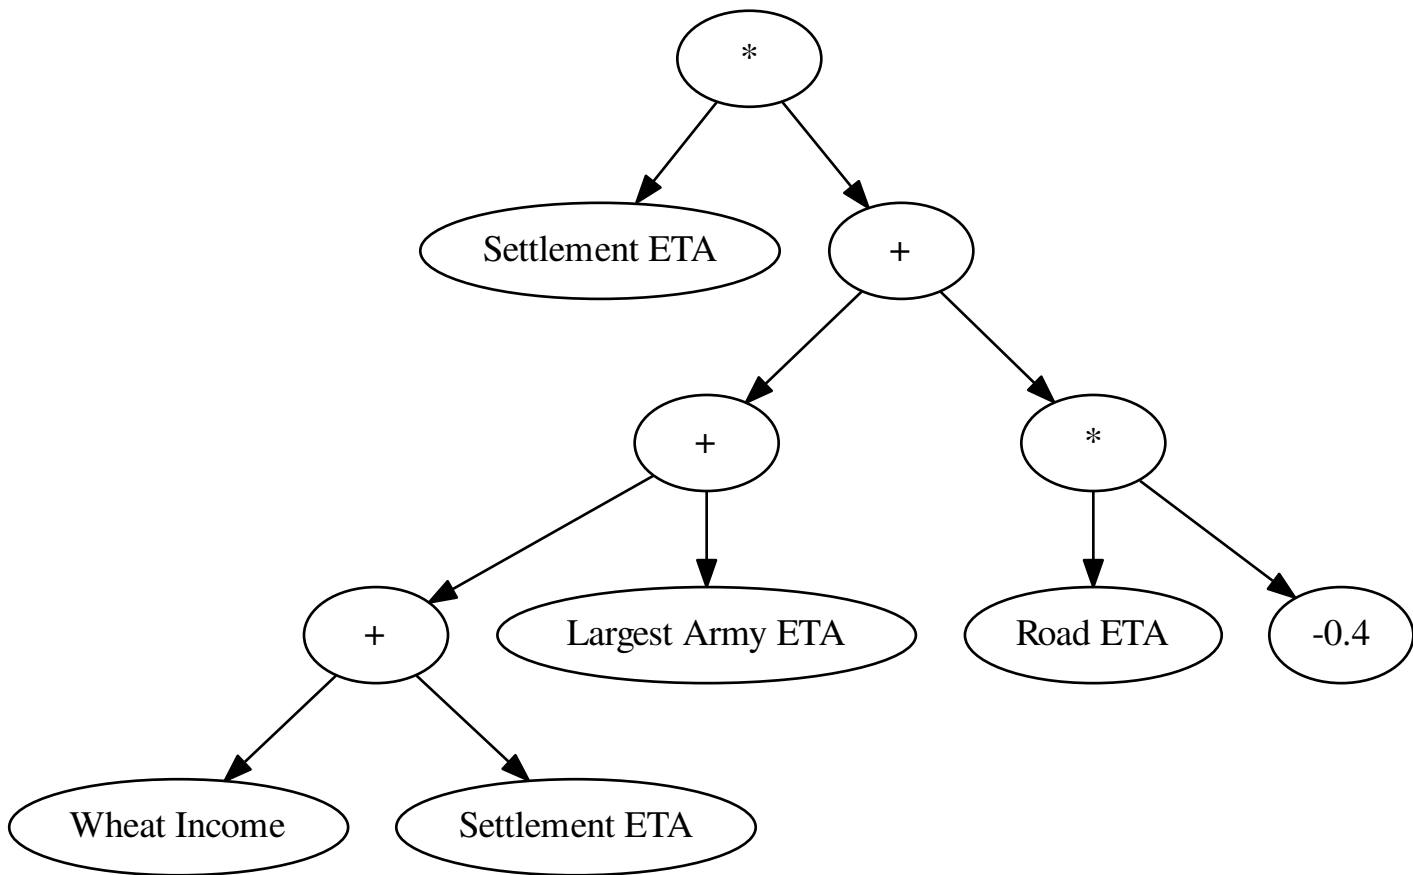 *
Settlement ETA
+
+
*
+
Largest Army ETA
Road ETA
-0.4
Wheat Income
Settlement ETA